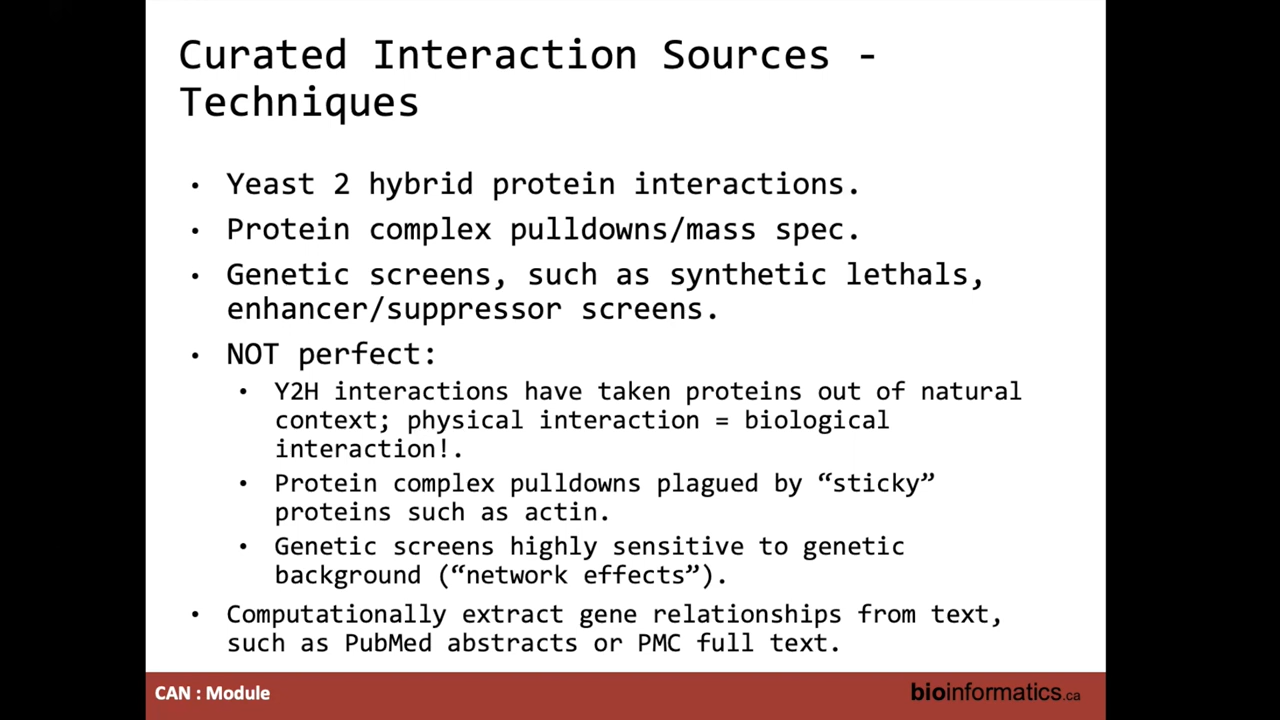 Curated Interaction Sources -
Techniques
• Yeast 2 hybrid protein interactions.
• Protein complex pulldowns/mass spec.
• Genetic screens, such as synthetic lethals,
enhancer/suppressor screens.
• NOT perfect:
• Y2H interactions have taken proteins out of natural
context; physical interaction = biological
interaction!.
• Protein complex pulldowns plagued by “sticky”
proteins such as actin.
• Genetic screens highly sensitive to genetic
background (“network effects”).
• Computationally extract gene relationships from text,
such as PubMed abstracts or PMC full text.
CAN : Module
bioinformatics.ca